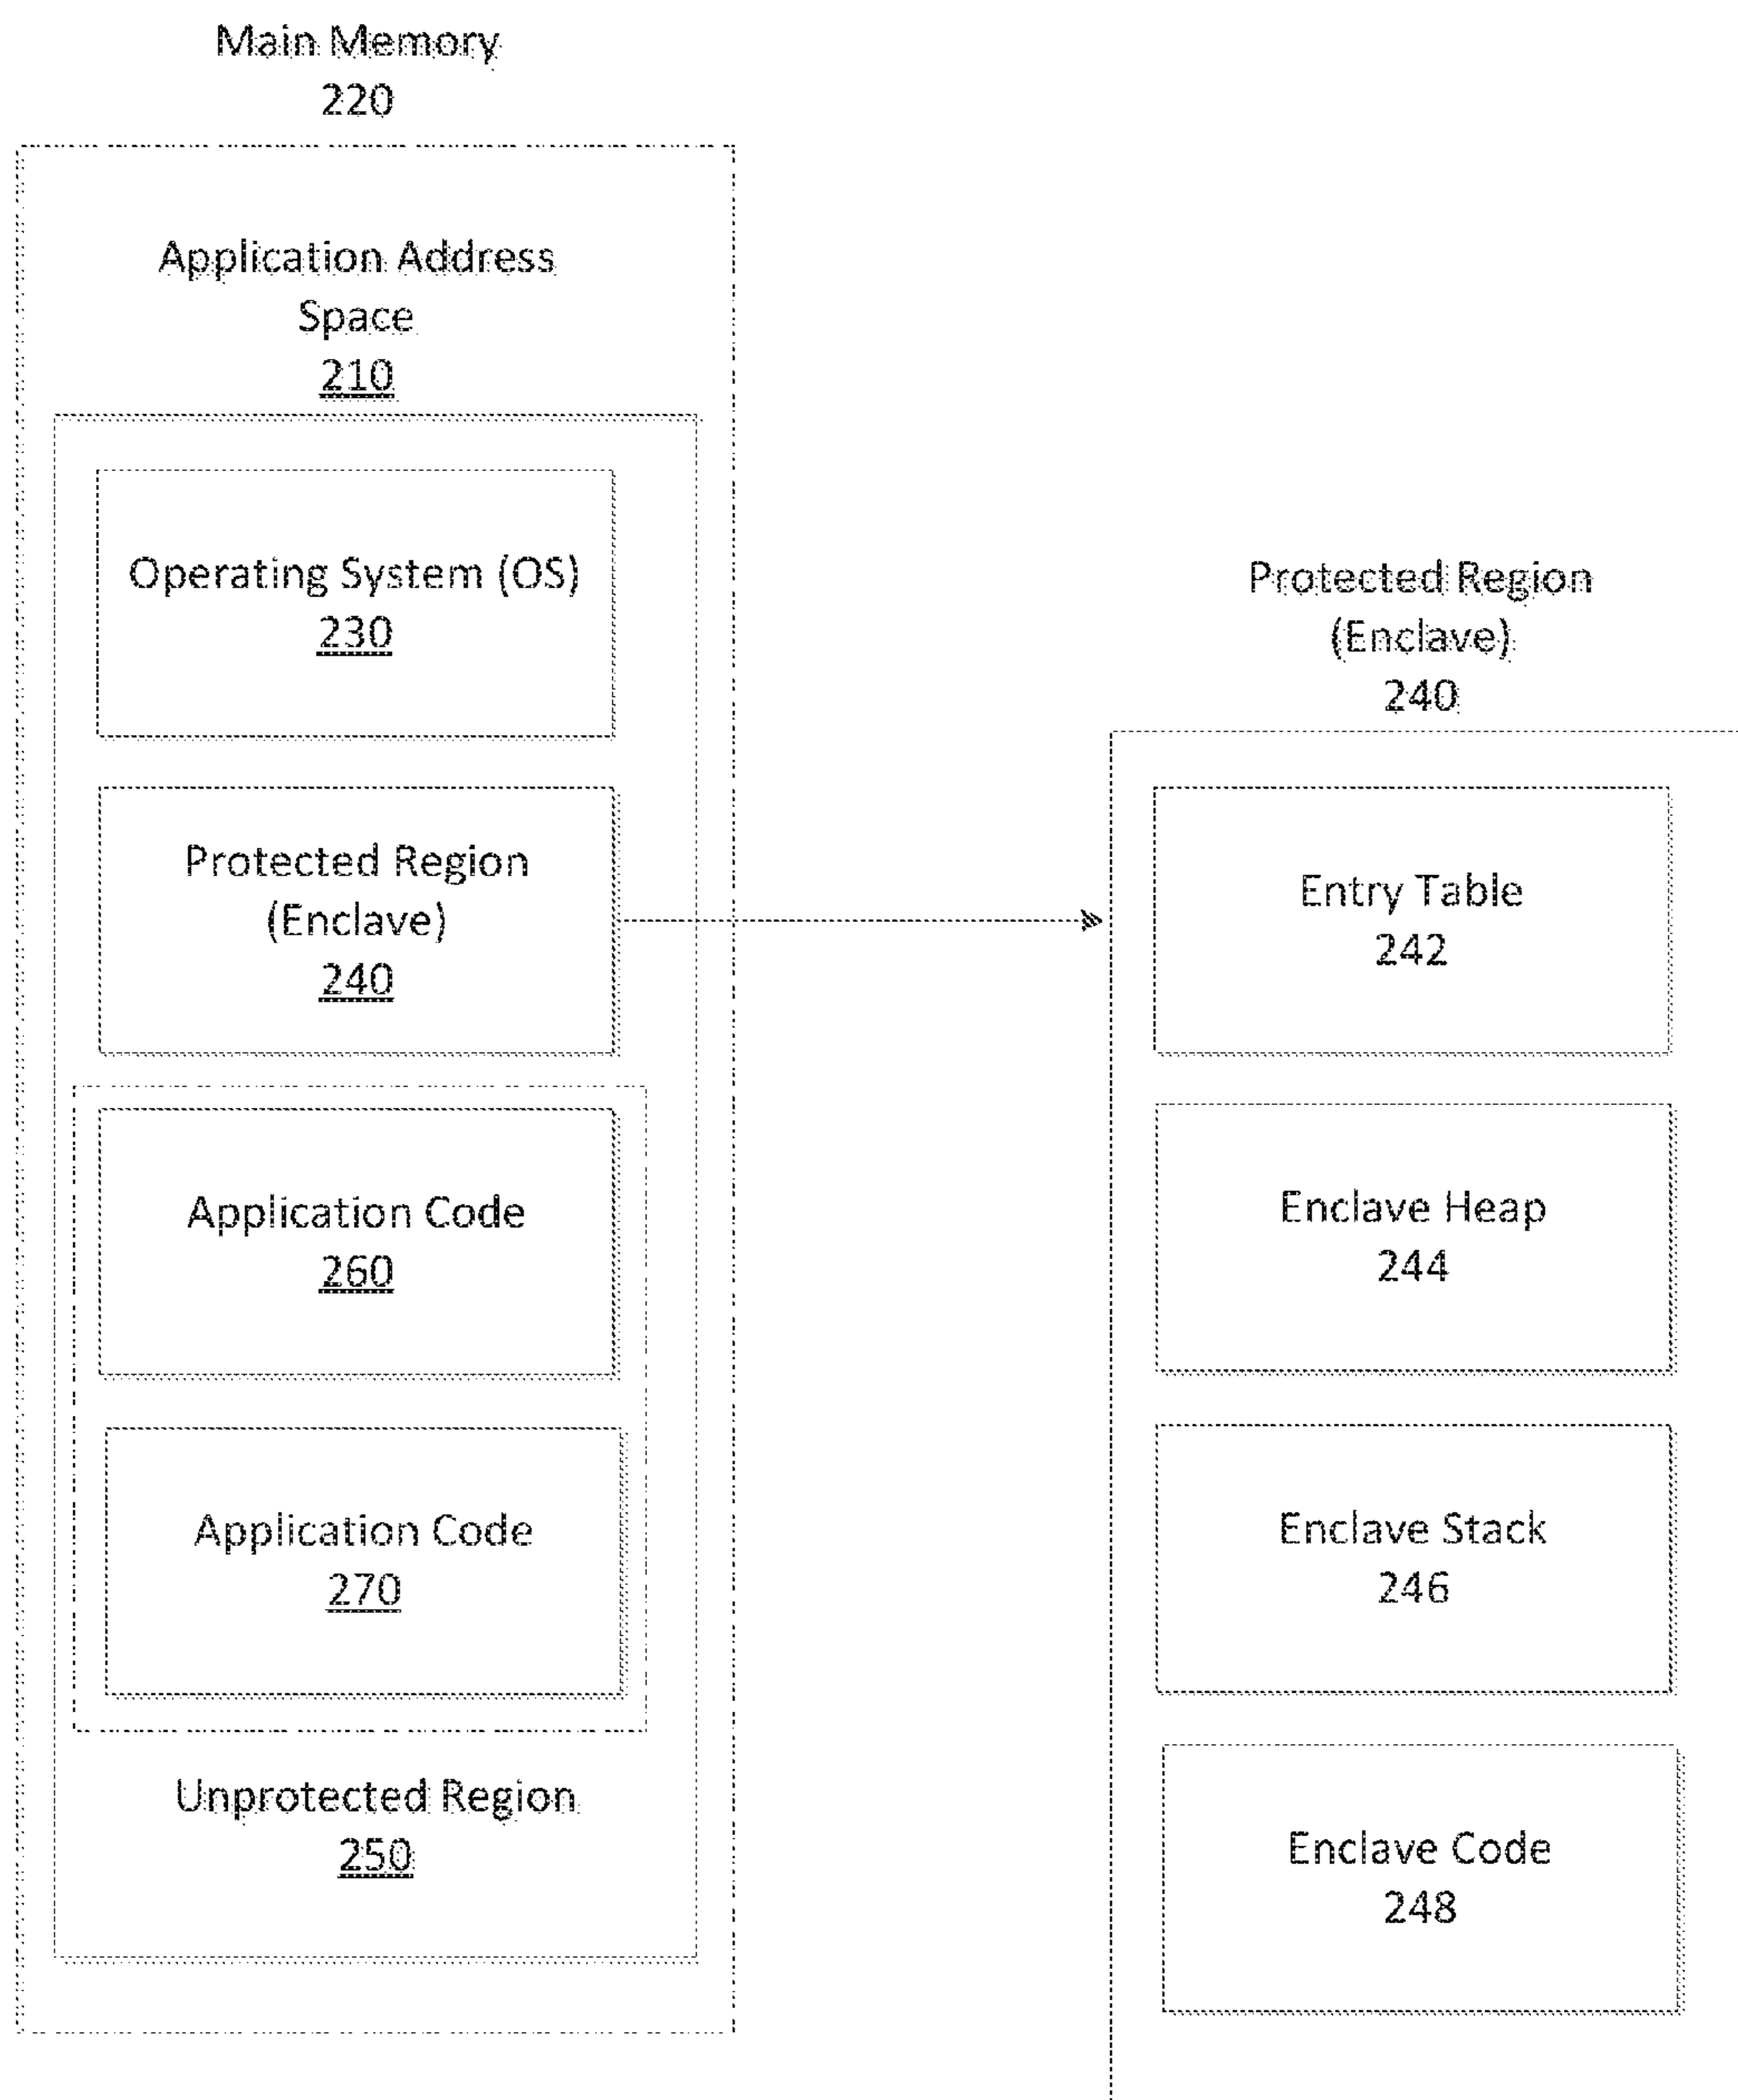 Main Memory
220
Application Address
Space
210
Operating System (OS)
230
Protected Region
(Enclave)
240
Application Code
260
Application Code
270
Unprotected Region
250
Protected Region
(Enclave)
240
Entry Table
242
Enclave Heap
244
Enclave Stack
246
Enclave Code
248